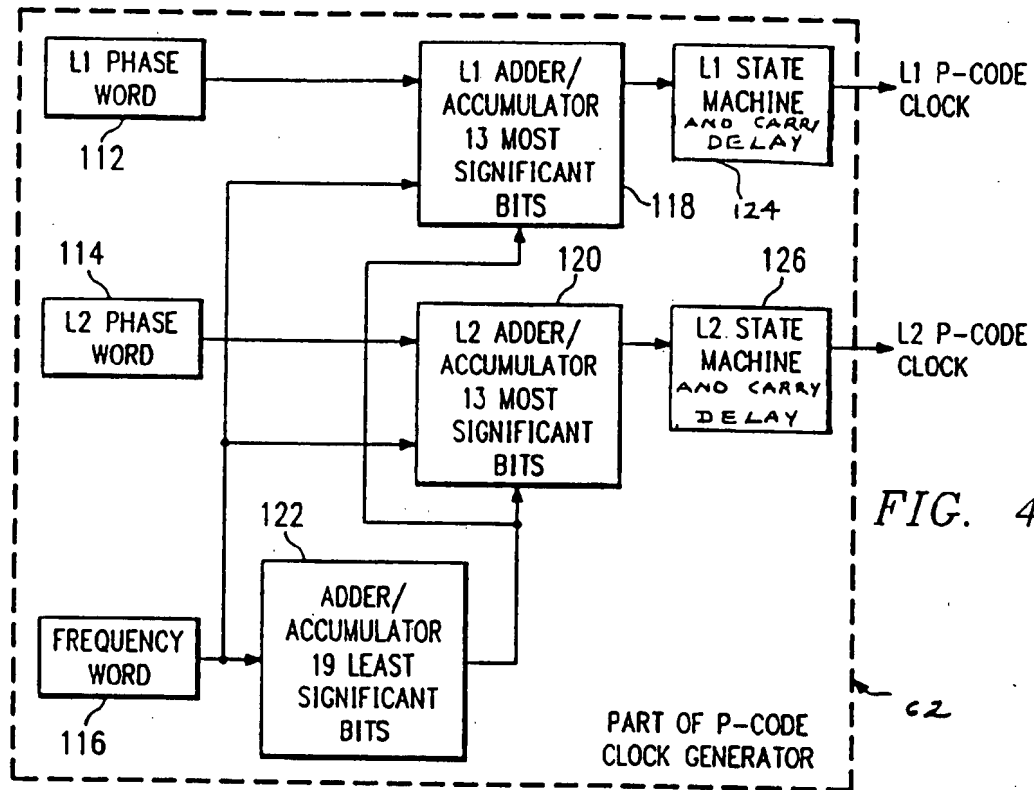 L1 PHASE
WORD
112
L1 ADDER/
ACCUMULATOR
13 MOST
SIGNIFICANT
BITS
118
L1 STATE
MACHINE
AND CARRY
DELAY
124
L1 P-CODE
CLOCK
114
L2 PHASE
WORD
120
L2 ADDER/
ACCUMULATOR
13 MOST
SIGNIFICANT
BITS
126
L2 STATE
MACHINE
AND CARRY
DELAY
L2 P-CODE
CLOCK
FIG. 4
122
ADDER/
ACCUMULATOR
19 LEAST
SIGNIFICANT
BITS
FREQUENCY
WORD
116
PART OF P-CODE
CLOCK GENERATOR
62